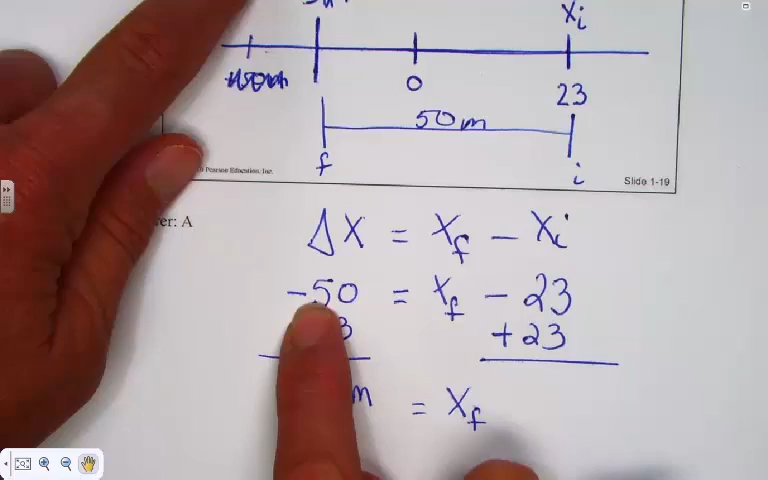 Xi
0
23
50m
f
i
Pearson Education, Inc.
Slide 1-19
er: A
ΔX = Xf - Xi
-50 = Xf - 23
3 +23
m = Xf